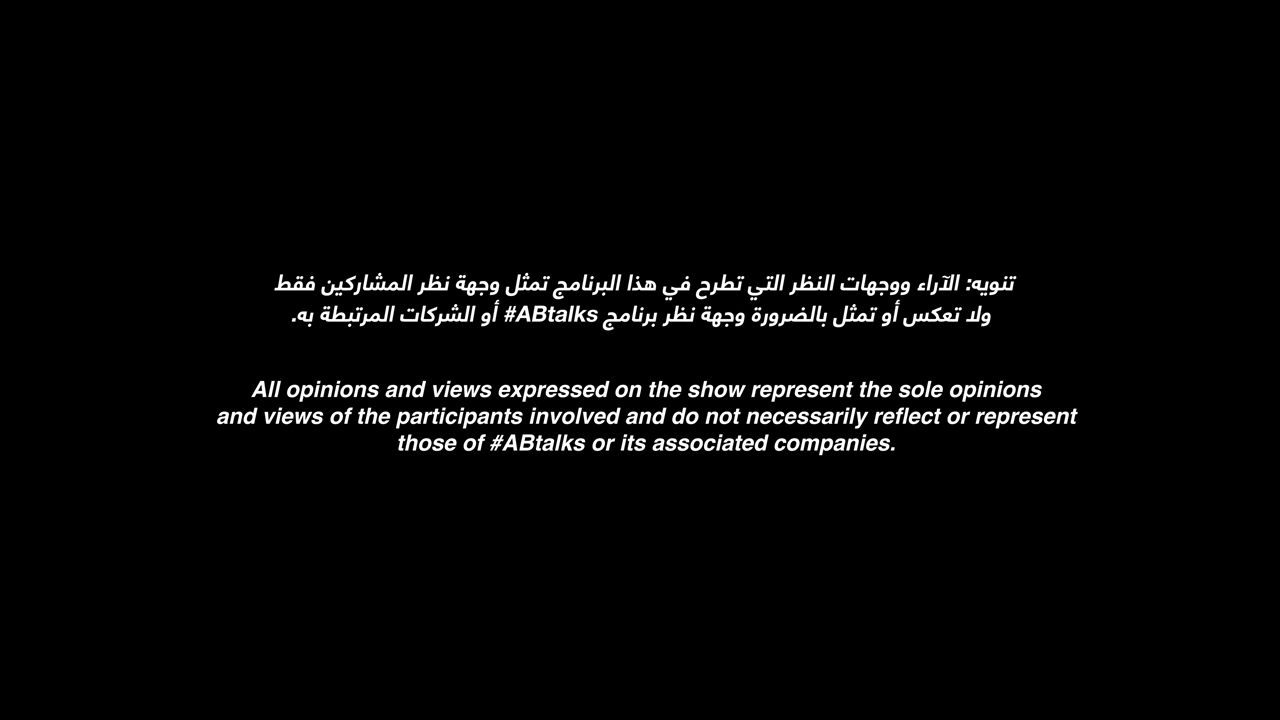 تنويه: الآراء ووجهات النظر التي تطرح في هذا البرنامج تمثل وجهة نظر المشاركين فقط
ولا تعكس أو تمثل بالضرورة وجهة نظر برنامج ABtalks# أو الشركات المرتبطة به.
All opinions and views expressed on the show represent the sole opinions
and views of the participants involved and do not necessarily reflect or represent
those of #ABtalks or its associated companies.